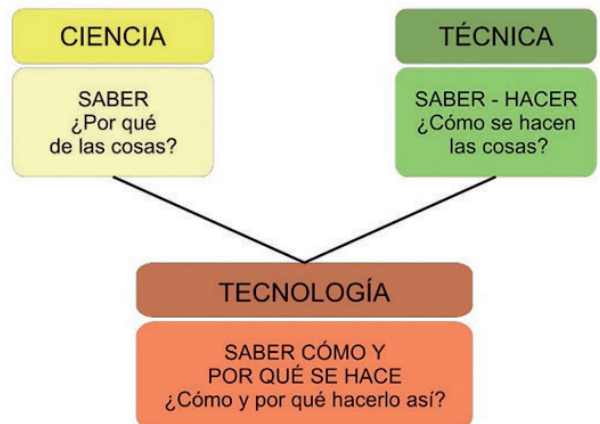 CIENCIA
SABER
¿Por qué
de las cosas?
TÉCNICA
SABER - HACER
¿Cómo se hacen
las cosas?
TECNOLOGÍA
SABER CÓMO Y
POR QUÉ SE HACE
¿Cómo y por qué hacerlo así?